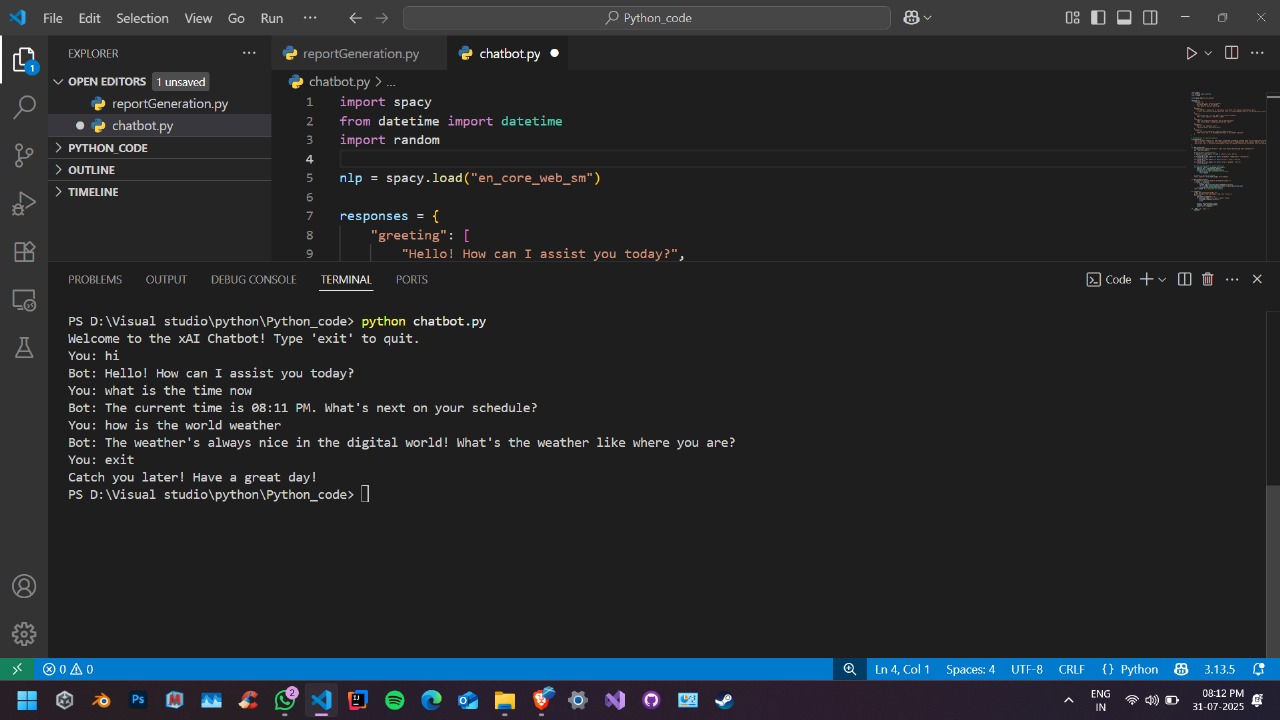 File Edit Selection View Go Run ··· Python_code
EXPLORER ···
OPEN EDITORS 1 unsaved
reportGeneration.py
chatbot.py
PYTHON_CODE
OUTLINE
TIMELINE
1
reportGeneration.py chatbot.py
chatbot.py > ...
1 import spacy
2 from datetime import datetime
3 import random
4
5 nlp = spacy.load("en_core_web_sm")
6
7 responses = {
8 "greeting": [
9 "Hello! How can I assist you today?",
PROBLEMS OUTPUT DEBUG CONSOLE TERMINAL PORTS Code
PS D:\Visual studio\python\Python_code> python chatbot.py
Welcome to the xAI Chatbot! Type 'exit' to quit.
You: hi
Bot: Hello! How can I assist you today?
You: what is the time now
Bot: The current time is 08:11 PM. What's next on your schedule?
You: how is the world weather
Bot: The weather's always nice in the digital world! What's the weather like where you are?
You: exit
Catch you later! Have a great day!
PS D:\Visual studio\python\Python_code>
0 0 Ln 4, Col 1 Spaces: 4 UTF-8 CRLF {} Python 3.13.5
Ps M 2 ENG 08:12 PM
IN 31-07-2025